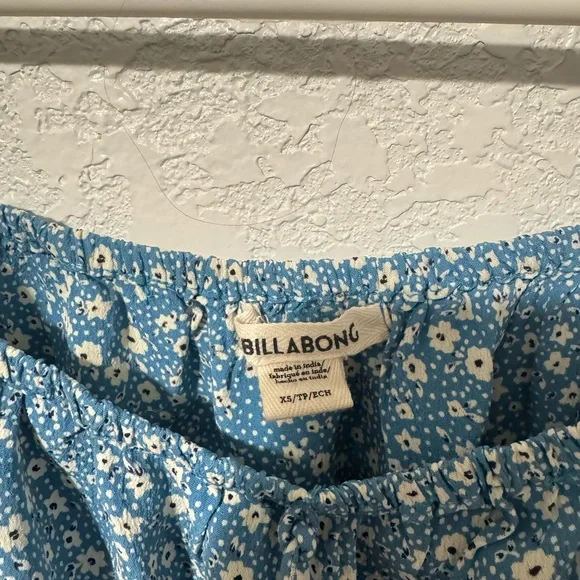 BILLABONG
made in india/
fabriqué en inde/
hecho en india
XS/TP/ECH